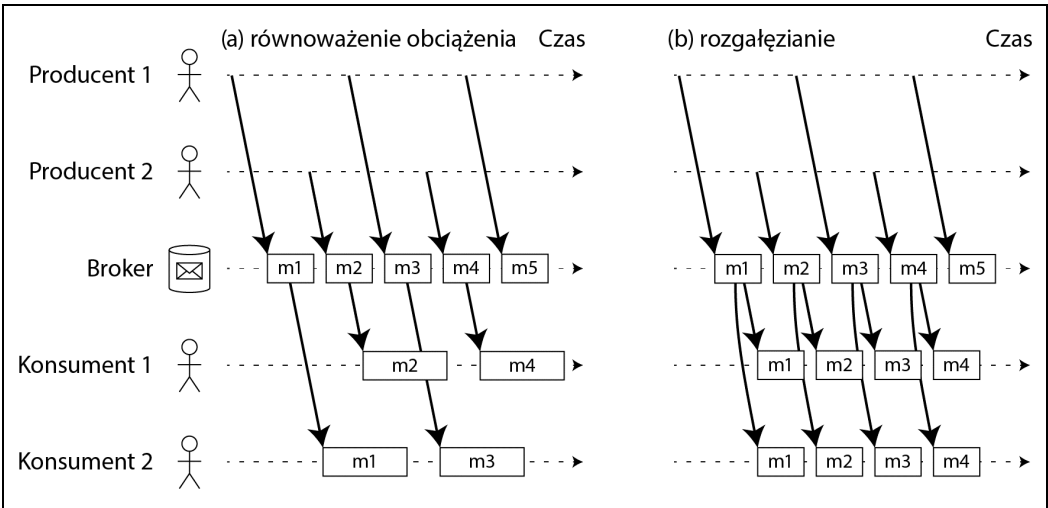 (a) równoważenie obciążenia Czas (b) rozgałęzianie Czas
Producent 1
Producent 2
Broker m1 m2 m3 m4 m5 m1 m2 m3 m4 m5
Konsument 1 m2 m4 m1 m2 m3 m4
Konsument 2 m1 m3 m1 m2 m3 m4